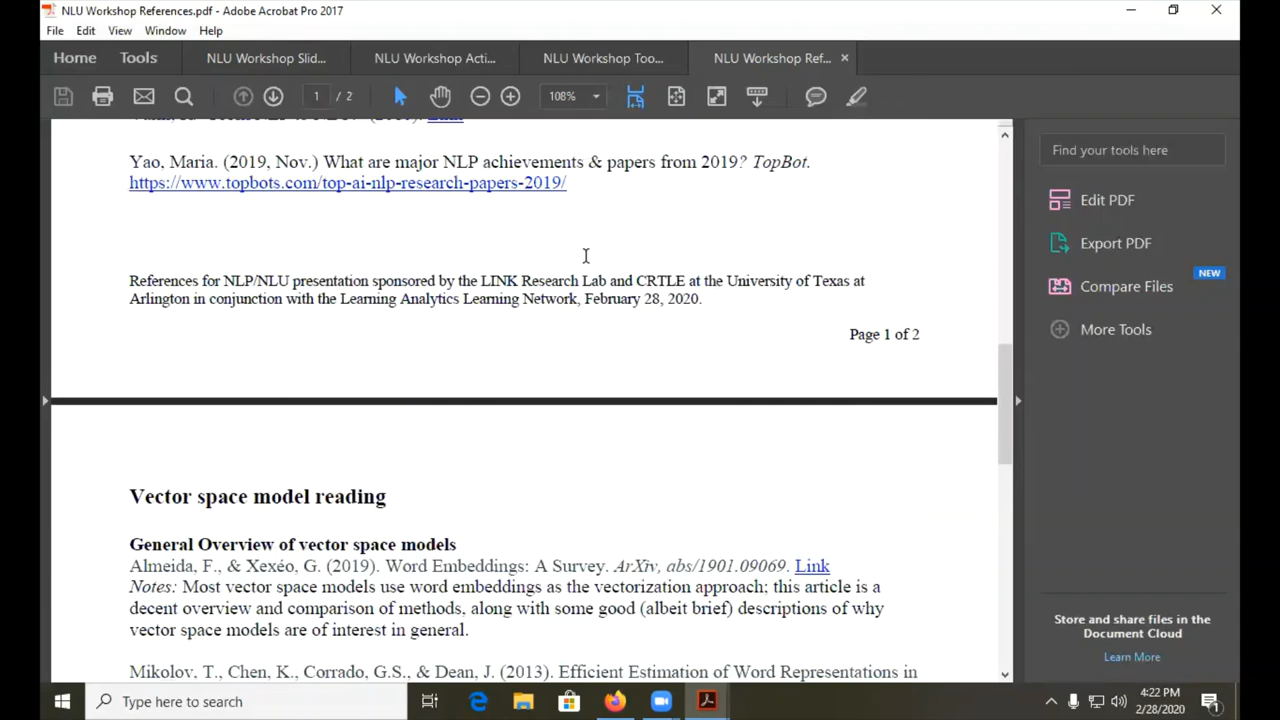 NLU Workshop References.pdf - Adobe Acrobat Pro 2017
File Edit View Window Help
Home Tools NLU Workshop Slid... NLU Workshop Acti... NLU Workshop Too... NLU Workshop Ref... ×
1 / 2 108%
Yao, Maria. (2019, Nov.) What are major NLP achievements & papers from 2019? TopBot.
https://www.topbots.com/top-ai-nlp-research-papers-2019/
References for NLP/NLU presentation sponsored by the LINK Research Lab and CRTLE at the University of Texas at
Arlington in conjunction with the Learning Analytics Learning Network, February 28, 2020.
Page 1 of 2
Vector space model reading
General Overview of vector space models
Almeida, F., & Xexéo, G. (2019). Word Embeddings: A Survey. ArXiv, abs/1901.09069. Link
Notes: Most vector space models use word embeddings as the vectorization approach; this article is a
decent overview and comparison of methods, along with some good (albeit brief) descriptions of why
vector space models are of interest in general.
Mikolov, T., Chen, K., Corrado, G.S., & Dean, J. (2013). Efficient Estimation of Word Representations in
Find your tools here
Edit PDF
Export PDF
NEW
Compare Files
More Tools
Store and share files in the
Document Cloud
Learn More
Type here to search
4:22 PM
2/28/2020
1